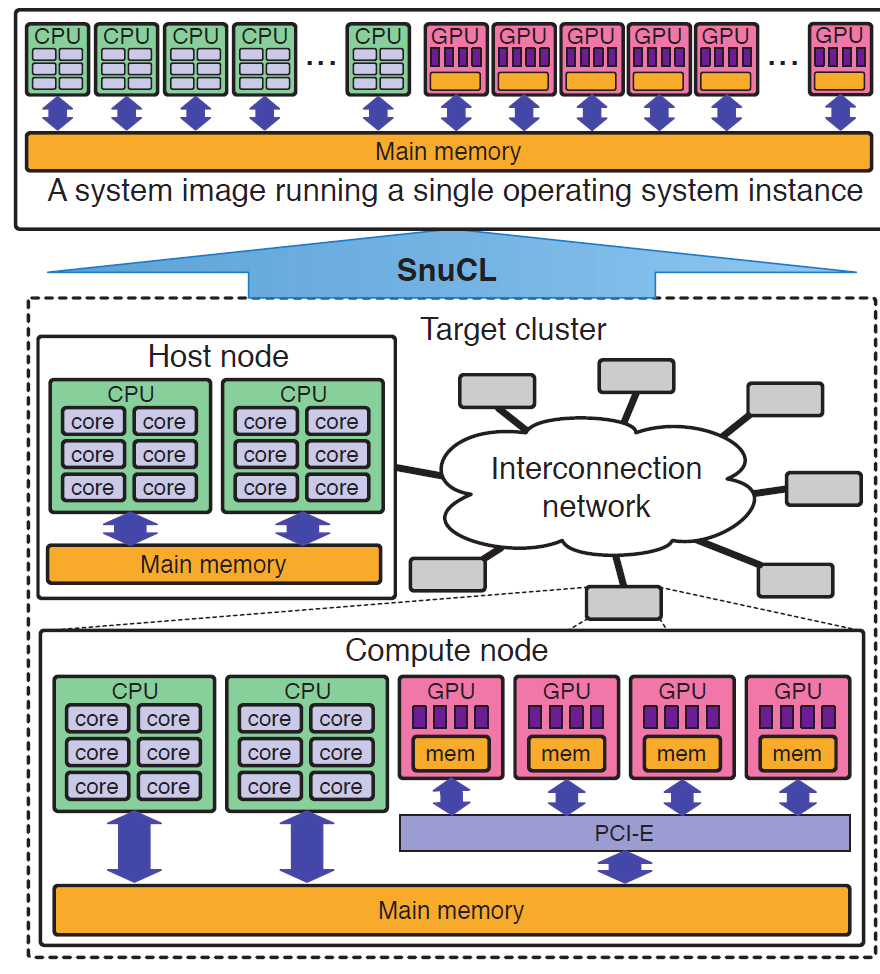 CPU CPU CPU CPU ... CPU GPU GPU GPU GPU GPU ... GPU
Main memory
A system image running a single operating system instance
SnuCL
Target cluster
Host node
CPU CPU
core core core core
core core core core
core core core core
Main memory
Interconnection
network
Compute node
CPU CPU GPU GPU GPU GPU
core core core core
core core core core
core core core core
mem mem mem mem
PCI-E
Main memory